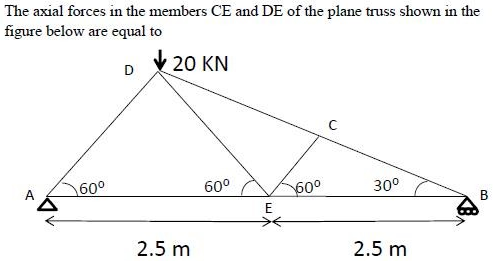 The axial forces in the members CE and DE of the plane truss shown in the
figure below are equal to
20 KN
D
C
60⁰
60⁰
60⁰
30⁰
A
B
E
2.5 m
2.5 m